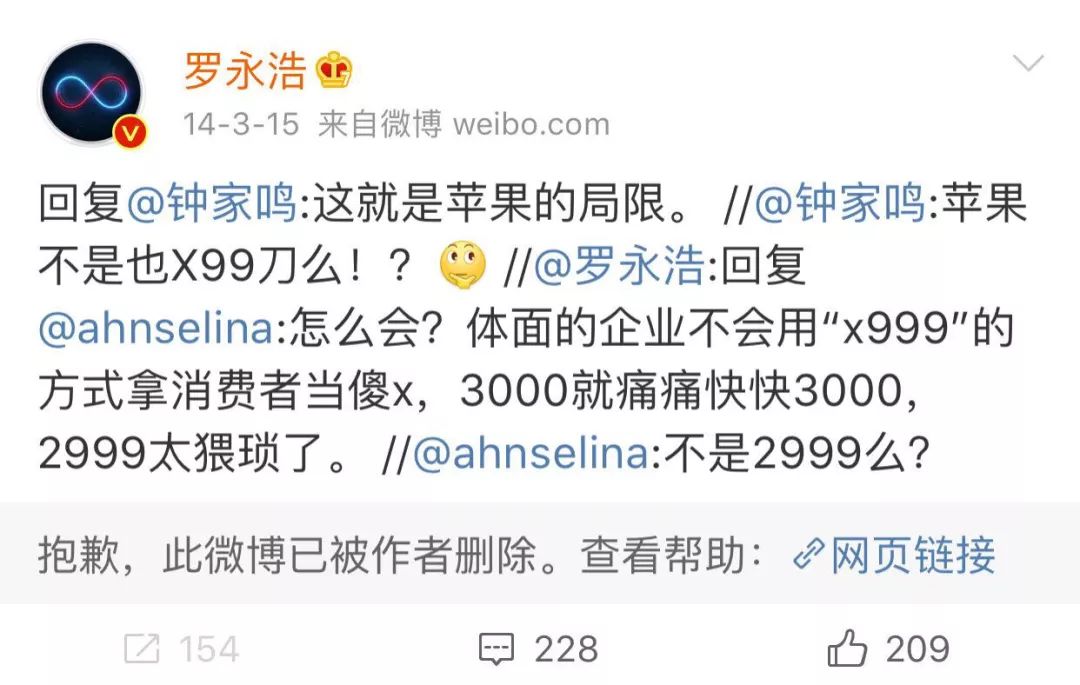 罗永浩
14-3-15 来自微博 weibo.com
回复@钟家鸣:这就是苹果的局限。 //@钟家鸣:苹果
不是也X99刀么！？ //@罗永浩:回复
@ahnselina:怎么会？体面的企业不会用“x999”的
方式拿消费者当傻x，3000就痛痛快快3000，
2999太猥琐了。 //@ahnselina:不是2999么？
抱歉，此微博已被作者删除。查看帮助：网页链接
154 228 209